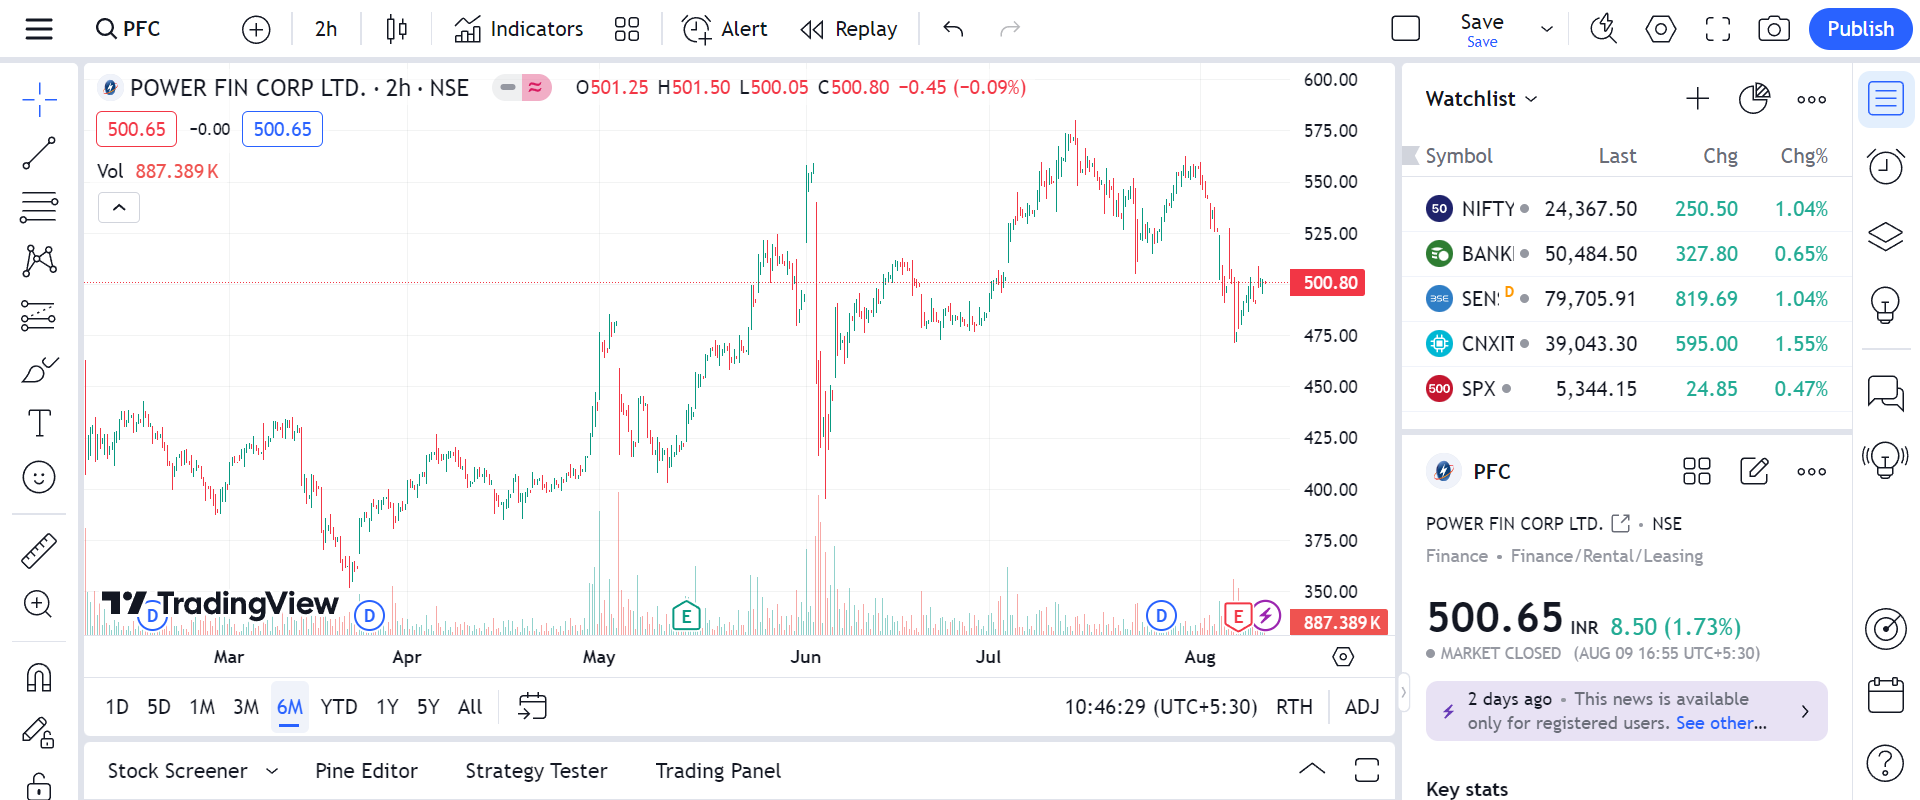 PFC
2h
Indicators
Alert
Replay
Save
Save
Publish
POWER FIN CORP LTD. · 2h · NSE
O501.25 H501.50 L500.05 C500.80 −0.45 (−0.09%)
500.65 −0.00 500.65
Vol 887.389 K
600.00
575.00
550.00
525.00
500.80
475.00
450.00
425.00
400.00
375.00
350.00
887.389 K
TradingView
D
D
E
D
E
Mar Apr May Jun Jul Aug
1D 5D 1M 3M 6M YTD 1Y 5Y All
10:46:29 (UTC+5:30) RTH ADJ
Stock Screener Pine Editor Strategy Tester Trading Panel
Watchlist
Symbol Last Chg Chg%
50 NIFTY 24,367.50 250.50 1.04%
BANK 50,484.50 327.80 0.65%
BSE SENS D 79,705.91 819.69 1.04%
CNXIT 39,043.30 595.00 1.55%
500 SPX 5,344.15 24.85 0.47%
PFC
POWER FIN CORP LTD. • NSE
Finance • Finance/Rental/Leasing
500.65 INR 8.50 (1.73%)
MARKET CLOSED (AUG 09 16:55 UTC+5:30)
2 days ago • This news is available
only for registered users. See other...
Key stats